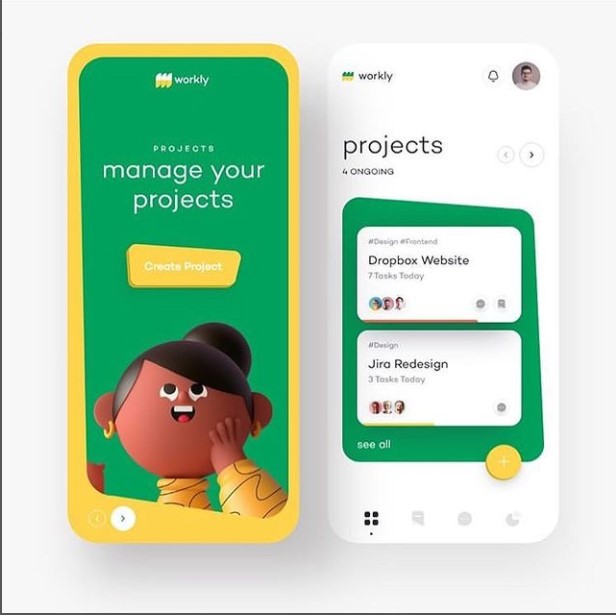 workly
PROJECTS
manage your
projects
Create Project
workly
projects
4 ONGOING
#Design #Frontend
Dropbox Website
7 Tasks Today
#Design
Jira Redesign
3 Tasks Today
see all